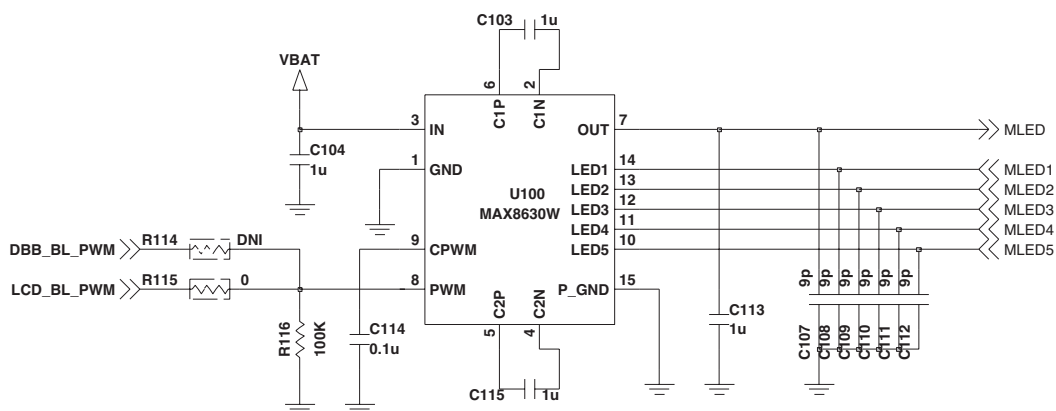 C103 1u
VBAT
6 2
C1P C1N
3 IN OUT 7 MLED
C104
1u
1 GND LED1 14 MLED1
LED2 13 MLED2
U100
MAX8630W
LED3 12 MLED3
LED4 11 MLED4
DBB_BL_PWM R114 DNI 9 CPWM LED5 10 MLED5
LCD_BL_PWM R115 0 8 PWM P_GND 15
9p 9p 9p 9p 9p 9p
C2P C2N
5 4
R116 100K
C114
0.1u
C113
1u
C107 C108 C109 C110 C111 C112
C115 1u